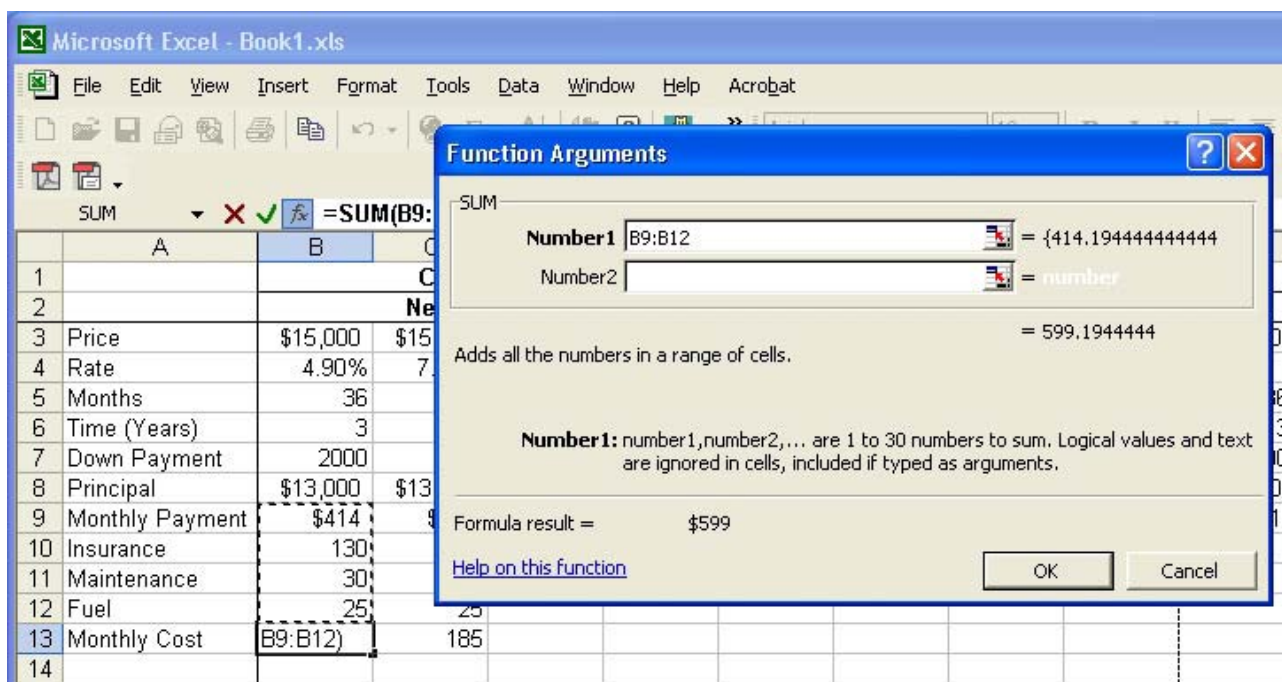 Microsoft Excel - Book1.xls
File Edit View Insert Format Tools Data Window Help Acrobat
SUM =SUM(B9:
A B C
1 C
2 Ne
3 Price $15,000 $15
4 Rate 4.90% 7.
5 Months 36
6 Time (Years) 3
7 Down Payment 2000
8 Principal $13,000 $13
9 Monthly Payment $414 $
10 Insurance 130
11 Maintenance 30
12 Fuel 25 25
13 Monthly Cost B9:B12) 185
14
Function Arguments
SUM
Number1 B9:B12 = {414.194444444444
Number2 = number
= 599.1944444
Adds all the numbers in a range of cells.
Number1: number1,number2,... are 1 to 30 numbers to sum. Logical values and text
are ignored in cells, included if typed as arguments.
Formula result = $599
Help on this function
OK Cancel